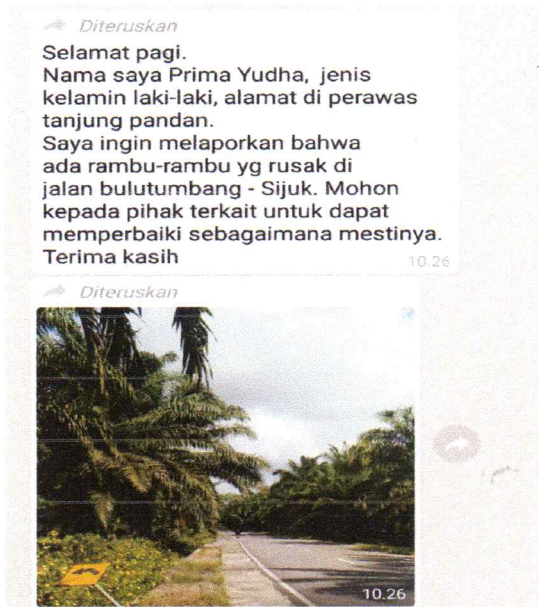 Diteruskan
Selamat pagi.
Nama saya Prima Yudha, jenis
kelamin laki-laki, alamat di perawas
tanjung pandan.
Saya ingin melaporkan bahwa
ada rambu-rambu yg rusak di
jalan bulutumbang - Sijuk. Mohon
kepada pihak terkait untuk dapat
memperbaiki sebagaimana mestinya.
Terima kasih
10.26
Diteruskan
10.26